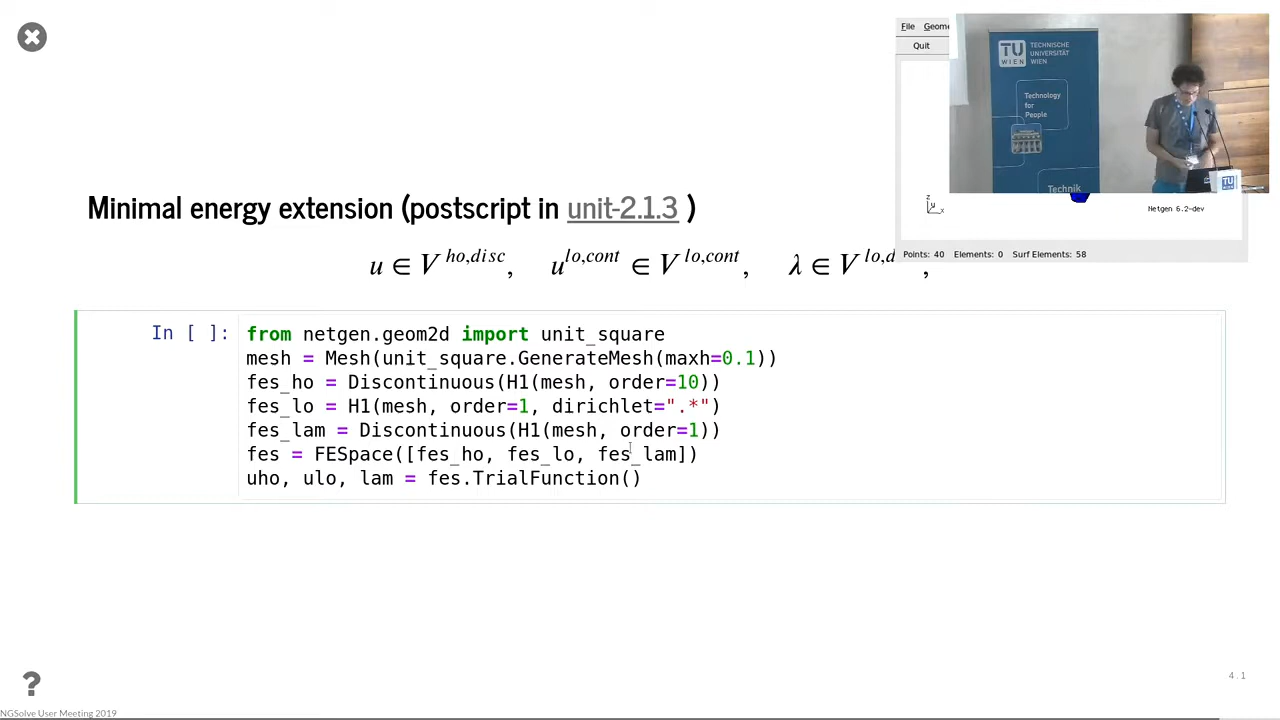 File Geome
Quit
TU
WIEN
TECHNISCHE
UNIVERSITÄT
WIEN
Technology
for
People
Technik
TU
WIEN
Minimal energy extension (postscript in unit-2.1.3 )
z
y
x
Netgen 6.2-dev
Points: 40 Elements: 0 Surf Elements: 58
u ∈ V^{ho,disc}, u^{lo,cont} ∈ V^{lo,cont}, λ ∈ V^{lo,d ,
In [ ]:
from netgen.geom2d import unit_square
mesh = Mesh(unit_square.GenerateMesh(maxh=0.1))
fes_ho = Discontinuous(H1(mesh, order=10))
fes_lo = H1(mesh, order=1, dirichlet=".*")
fes_lam = Discontinuous(H1(mesh, order=1))
fes = FESpace([fes_ho, fes_lo, fes_lam])
uho, ulo, lam = fes.TrialFunction()
?
4.1
NGSolve User Meeting 2019